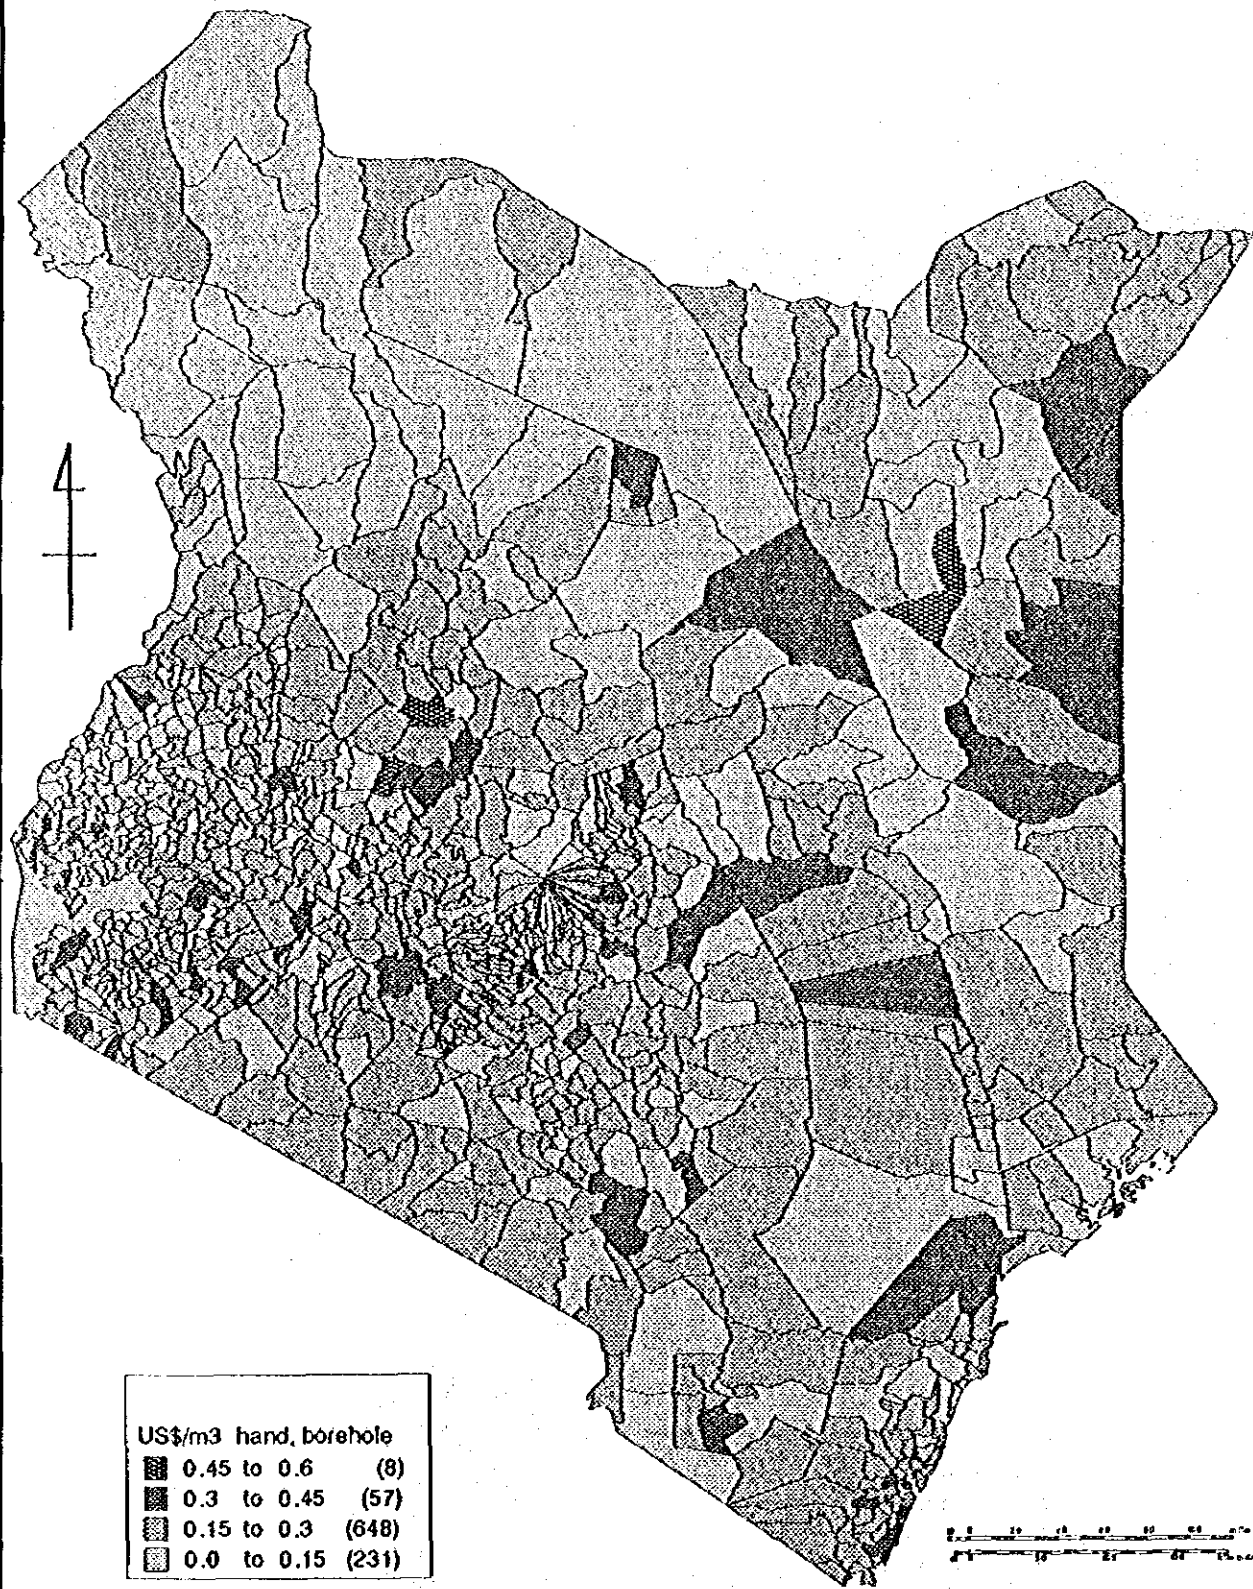 US$/m3 hand, borehole
0.45 to 0.6 (8)
0.3 to 0.45 (57)
0.15 to 0.3 (648)
0.0 to 0.15 (231)